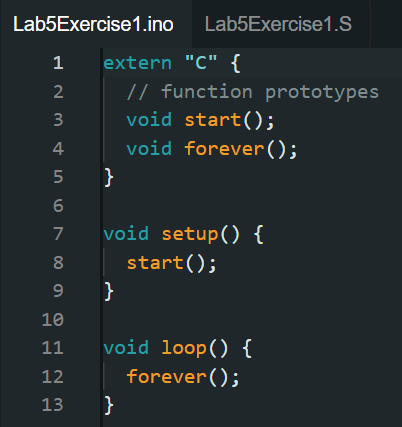 Lab5Exercise1.ino Lab5Exercise1.S
1 extern "C" {
2   // function prototypes
3   void start();
4   void forever();
5 }
6
7 void setup() {
8   start();
9 }
10
11 void loop() {
12   forever();
13 }